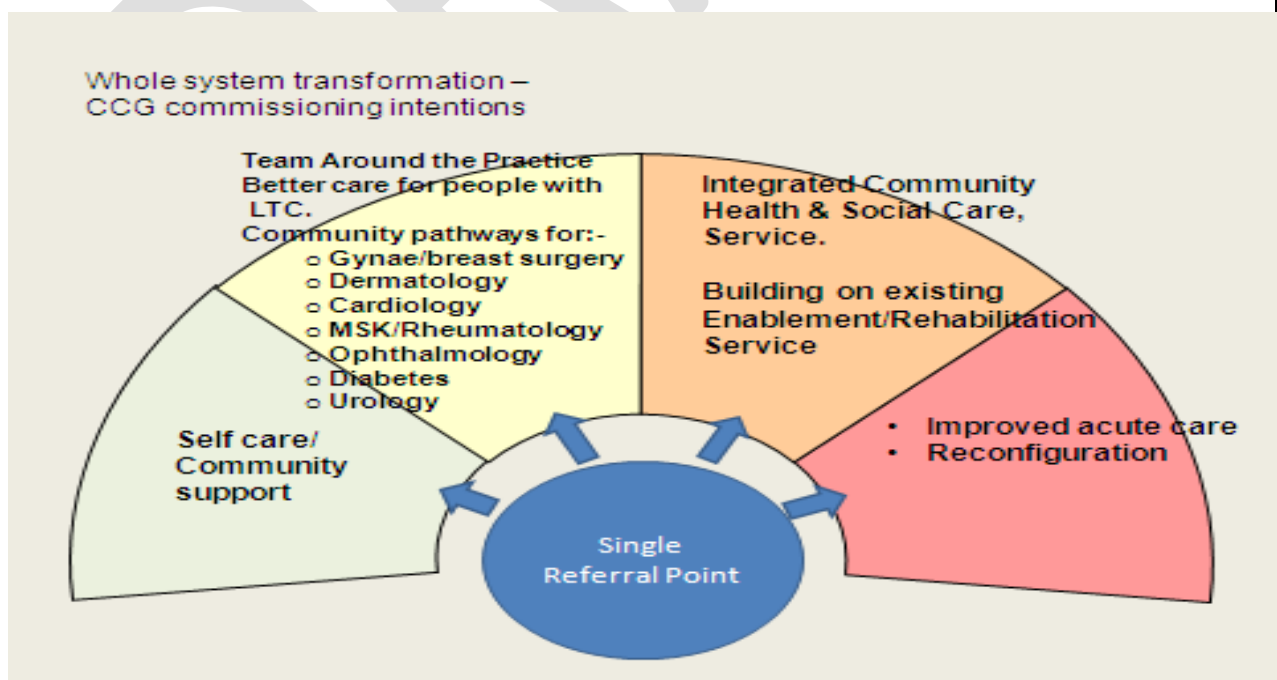 Whole system transformation –
CCG commissioning intentions
Team Around the Practice
Better care for people with
LTC.
Community pathways for:-
o Gynae/breast surgery
o Dermatology
o Cardiology
o MSK/Rheumatology
o Ophthalmology
o Diabetes
o Urology
Integrated Community
Health & Social Care,
Service.
Building on existing
Enablement/Rehabilitation
Service
Self care/
Community
support
• Improved acute care
• Reconfiguration
Single
Referral Point